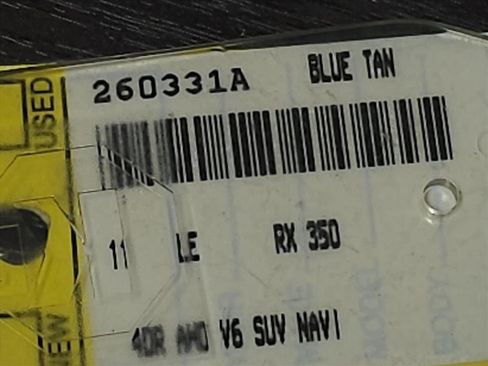 260331A BLUE TAN
11 LE RX 350
4DR AWD V6 SUV NAVI
USED
NEW